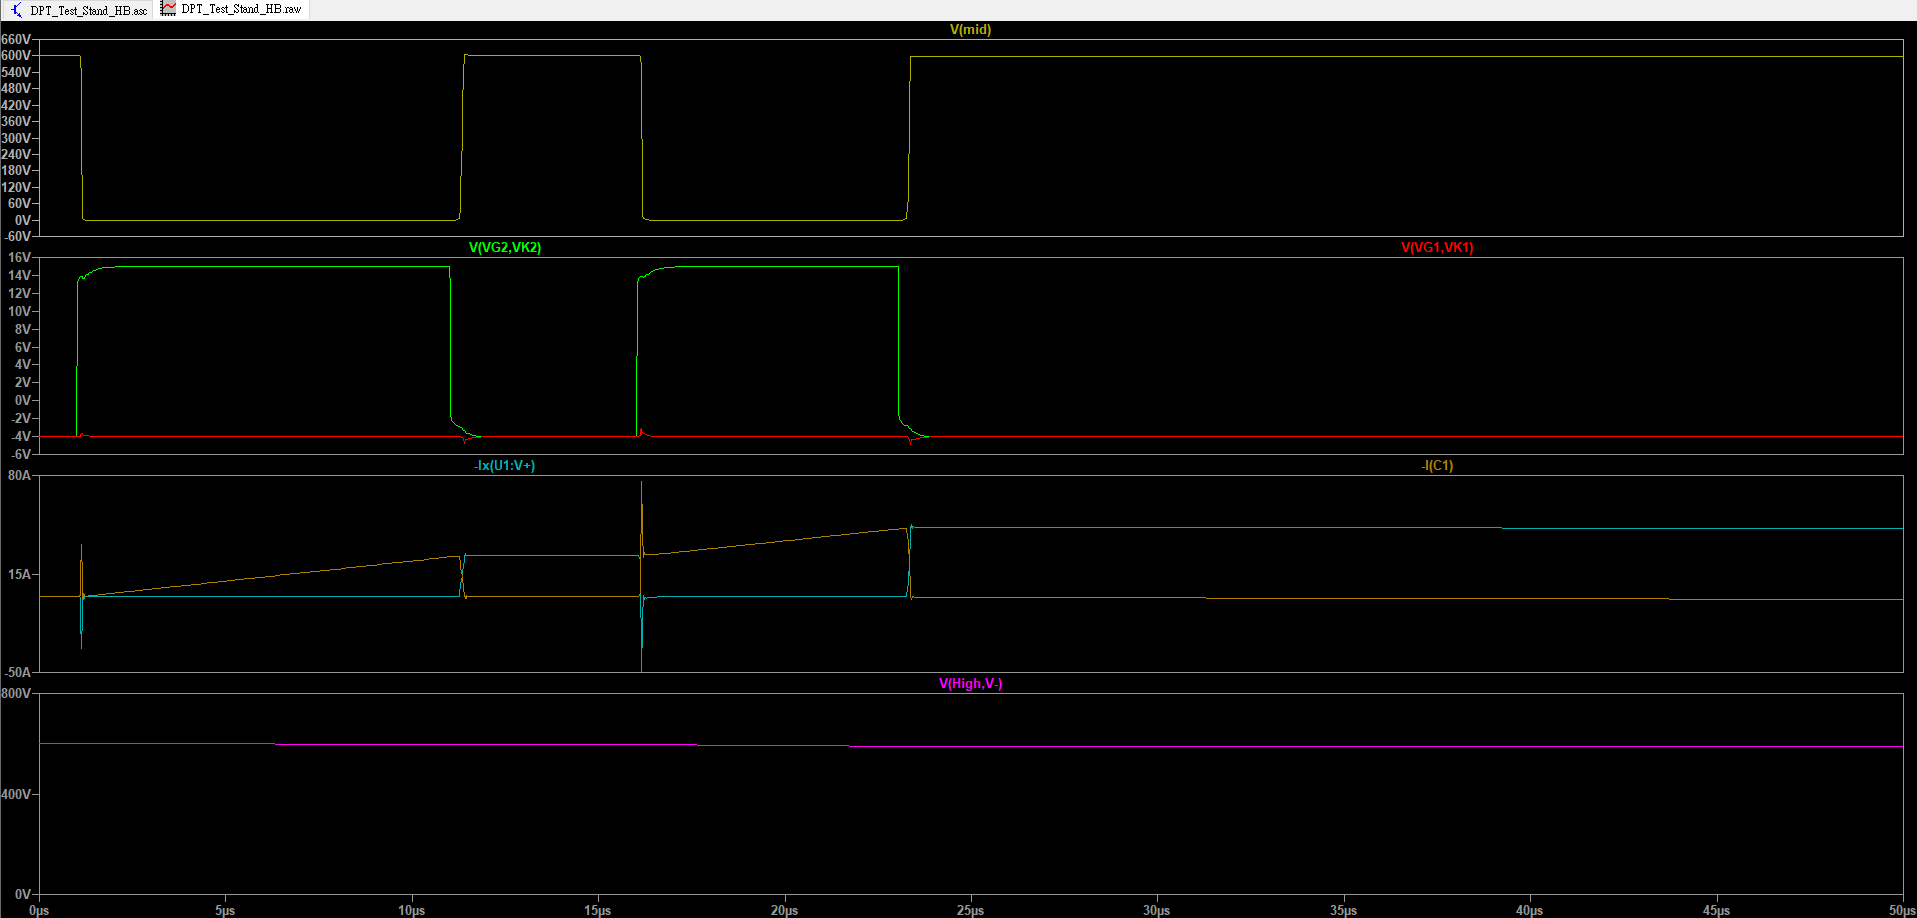 DPT_Test_Stand_HB.asc DPT_Test_Stand_HB.raw
V(mid)
660V
600V
540V
480V
420V
360V
300V
240V
180V
120V
60V
0V
-60V
V(VG2,VK2) V(VG1,VK1)
16V
14V
12V
10V
8V
6V
4V
2V
0V
-2V
-4V
-6V
-Ix(U1:V+) -I(C1)
80A
15A
-50A
V(High,V-)
800V
400V
0V
0µs 5µs 10µs 15µs 20µs 25µs 30µs 35µs 40µs 45µs 50µs